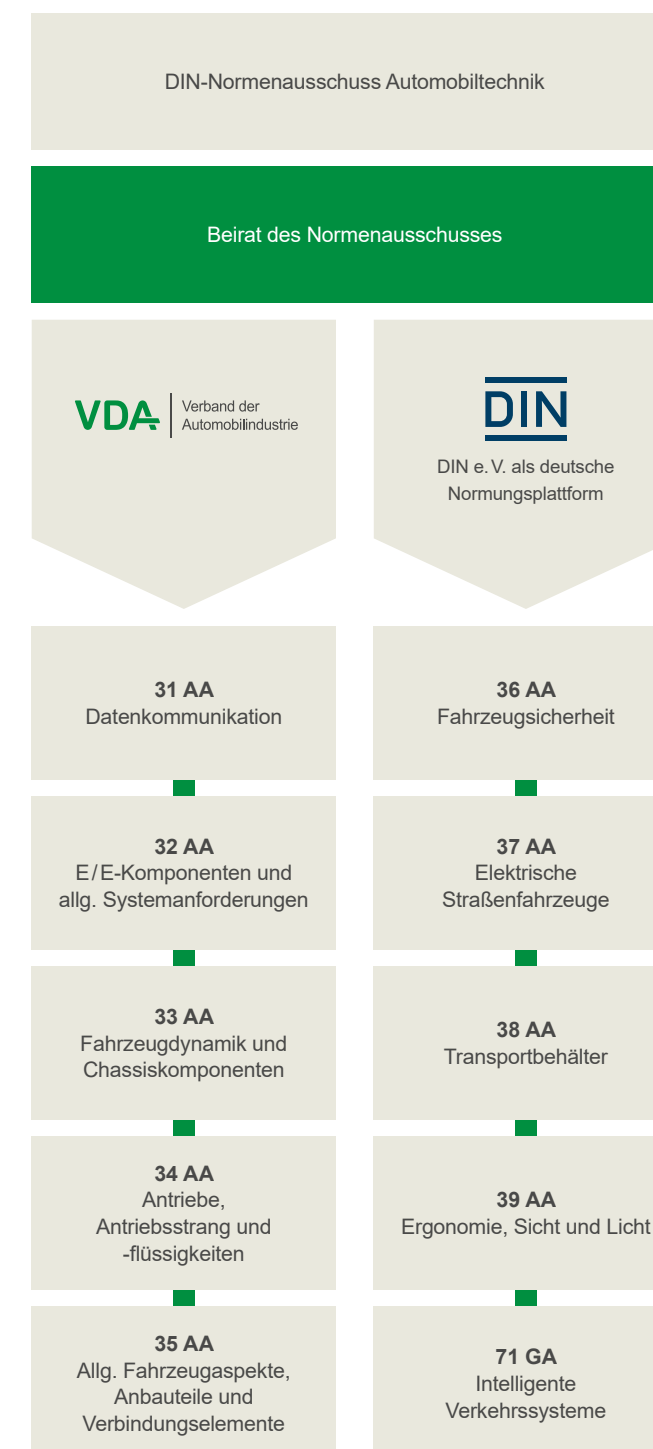 DIN-Normenausschuss Automobiltechnik
Beirat des Normenausschusses
VDA
Verband der
Automobilindustrie
DIN
DIN e. V. als deutsche
Normungsplattform
31 AA
Datenkommunikation
32 AA
E/E-Komponenten und
allg. Systemanforderungen
33 AA
Fahrzeugdynamik und
Chassiskomponenten
34 AA
Antriebe,
Antriebsstrang und
-flüssigkeiten
35 AA
Allg. Fahrzeugaspekte,
Anbauteile und
Verbindungselemente
36 AA
Fahrzeugsicherheit
37 AA
Elektrische
Straßenfahrzeuge
38 AA
Transportbehälter
39 AA
Ergonomie, Sicht und Licht
71 GA
Intelligente
Verkehrssysteme